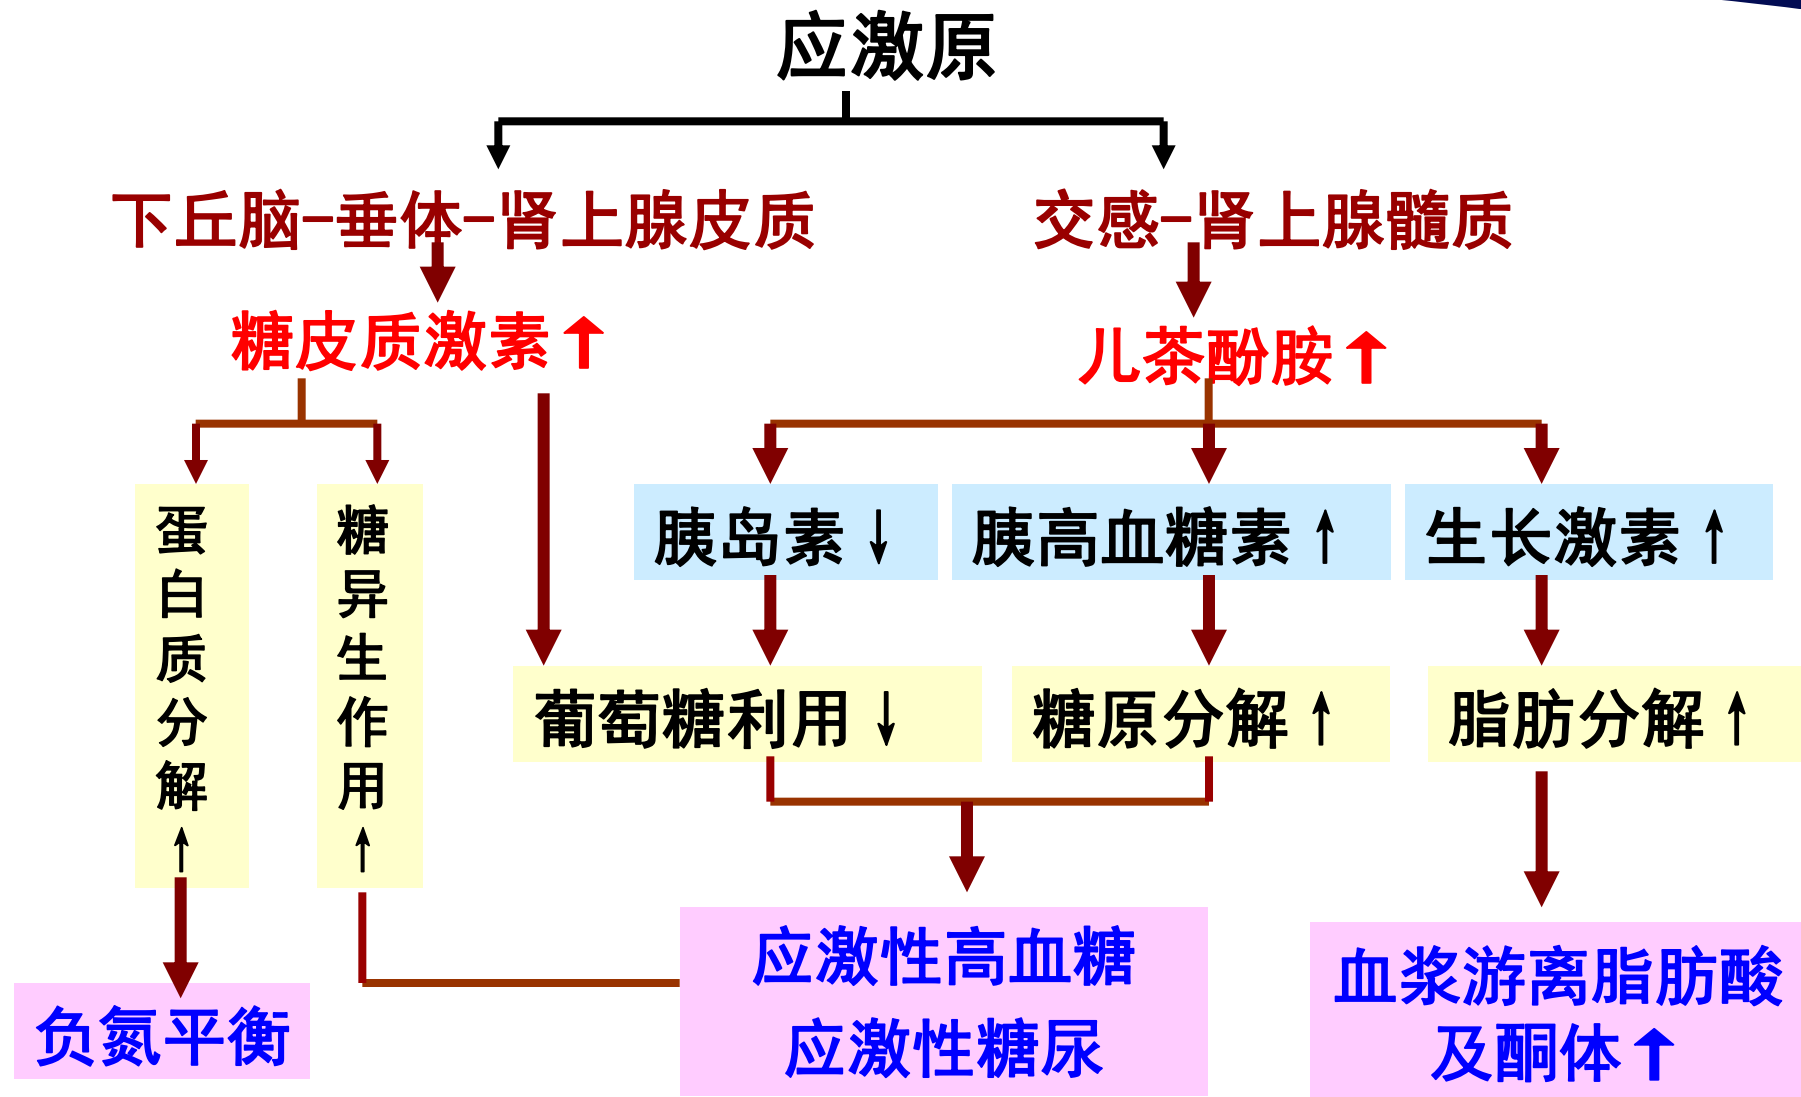 应激原
下丘脑-垂体-肾上腺皮质
交感-肾上腺髓质
糖皮质激素↑
儿茶酚胺↑
蛋白质分解↑
糖异生作用↑
胰岛素↓
胰高血糖素↑
生长激素↑
葡萄糖利用↓
糖原分解↑
脂肪分解↑
负氮平衡
应激性高血糖
应激性糖尿
血浆游离脂肪酸
及酮体↑